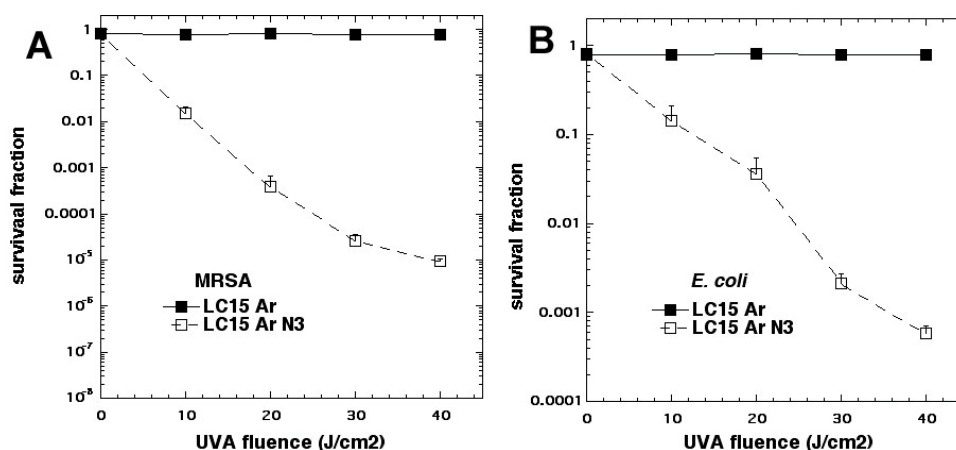 A
1
0.1
0.01
0.001
0.0001
10-5
10-6
10-7
10-8
survivaal fraction
MRSA
LC15 Ar
LC15 Ar N3
0 10 20 30 40
UVA fluence (J/cm2)
B
1
0.1
0.01
0.001
0.0001
survival fraction
E. coli
LC15 Ar
LC15 Ar N3
0 10 20 30 40
UVA fluence (J/cm2)